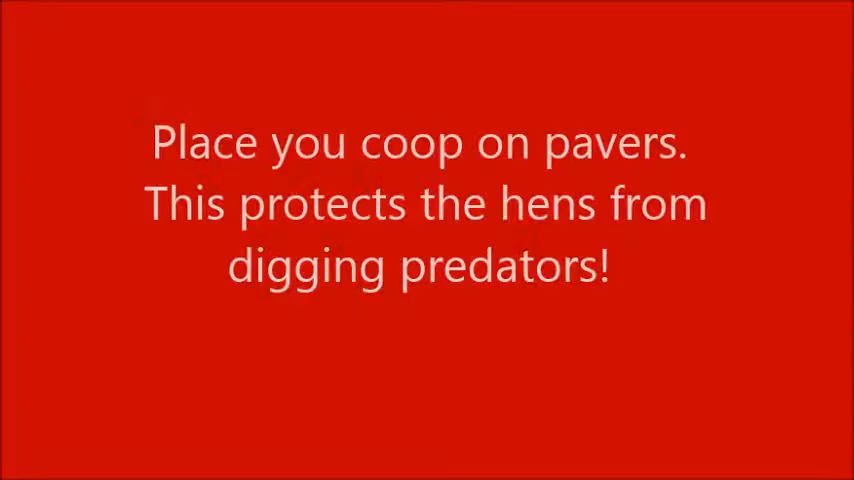 Place you coop on pavers.
This protects the hens from
digging predators!